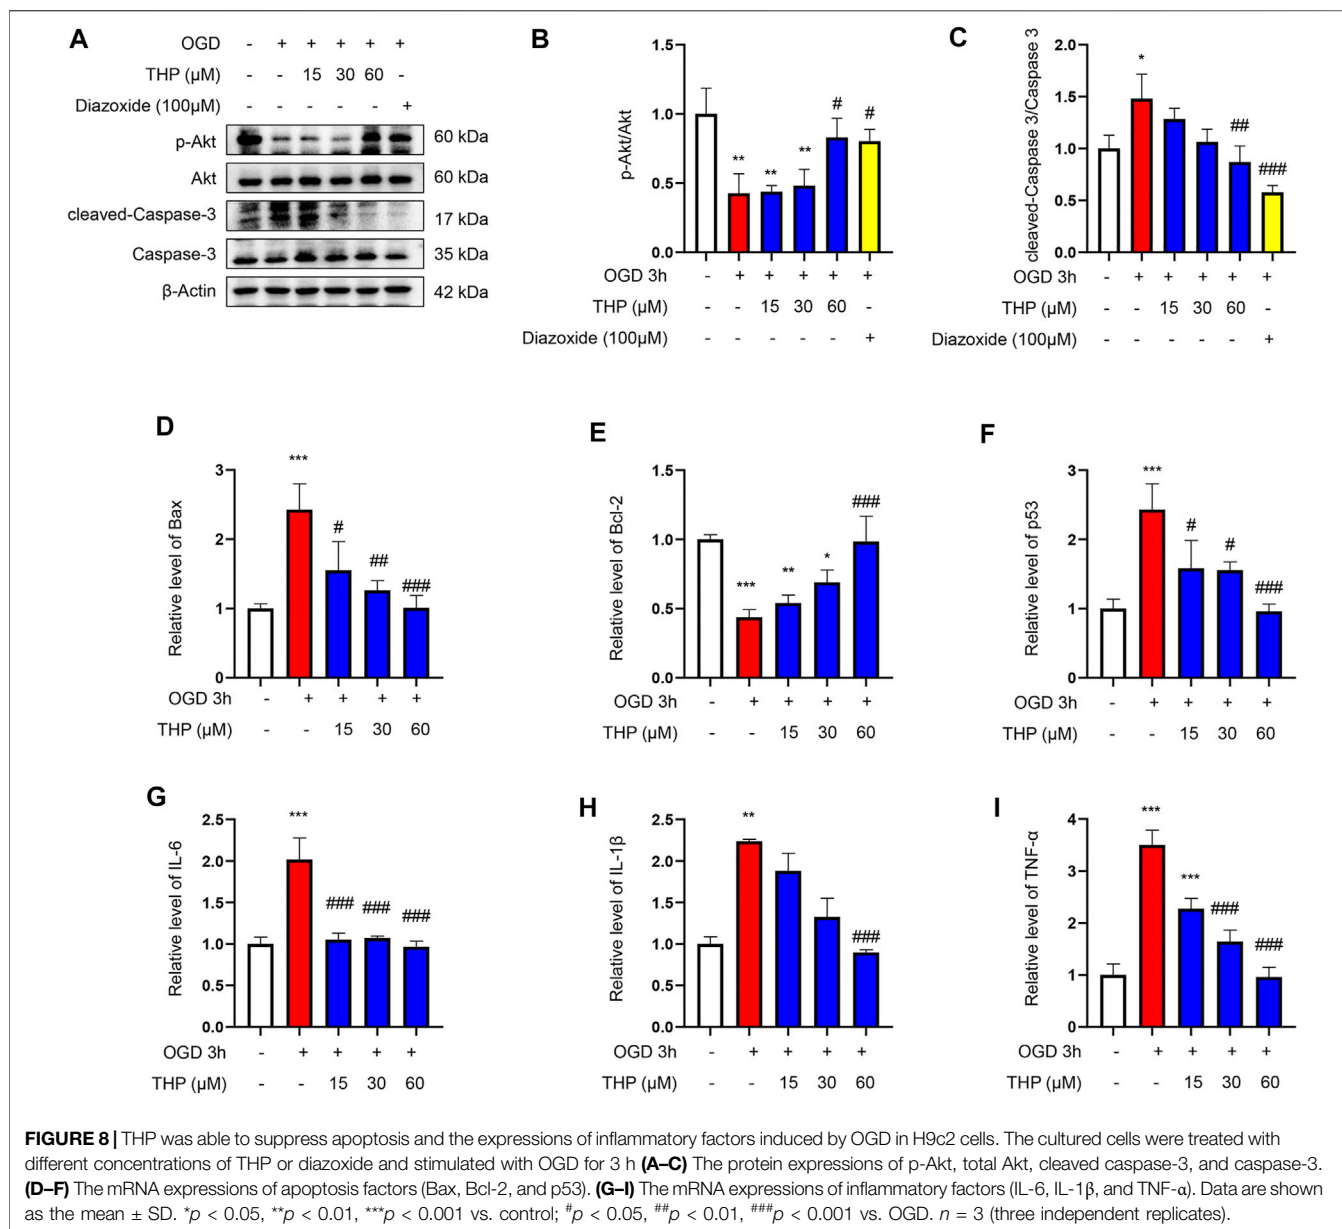 A
OGD - + + + + +
THP (μM) - - 15 30 60 -
Diazoxide (100μM) - - - - - +
p-Akt 60 kDa
Akt 60 kDa
cleaved-Caspase-3 17 kDa
Caspase-3 35 kDa
β-Actin 42 kDa
B
p-Akt/Akt
1.5
1.0
0.5
0.0
** ** ** # #
OGD 3h - + + + + +
THP (μM) - - 15 30 60 -
Diazoxide (100μM) - - - - - +
C
cleaved-Caspase 3/Caspase 3
2.0
1.5
1.0
0.5
0.0
* ## ###
OGD 3h - + + + + +
THP (μM) - - 15 30 60 -
Diazoxide (100μM) - - - - - +
D
Relative level of Bax
3
2
1
0
*** # ## ###
OGD 3h - + + + +
THP (μM) - - 15 30 60
E
Relative level of Bcl-2
1.5
1.0
0.5
0.0
*** ** * ###
OGD 3h - + + + +
THP (μM) - - 15 30 60
F
Relative level of p53
3
2
1
0
*** # # ###
OGD 3h - + + + +
THP (μM) - - 15 30 60
G
Relative level of IL-6
2.5
2.0
1.5
1.0
0.5
0.0
*** ### ### ###
OGD 3h - + + + +
THP (μM) - - 15 30 60
H
Relative level of IL-1β
2.5
2.0
1.5
1.0
0.5
0.0
** ###
OGD 3h - + + + +
THP (μM) - - 15 30 60
I
Relative level of TNF-α
4
3
2
1
0
*** *** ### ###
OGD 3h - + + + +
THP (μM) - - 15 30 60
FIGURE 8 | THP was able to suppress apoptosis and the expressions of inflammatory factors induced by OGD in H9c2 cells. The cultured cells were treated with
different concentrations of THP or diazoxide and stimulated with OGD for 3 h (A–C) The protein expressions of p-Akt, total Akt, cleaved caspase-3, and caspase-3.
(D–F) The mRNA expressions of apoptosis factors (Bax, Bcl-2, and p53). (G–I) The mRNA expressions of inflammatory factors (IL-6, IL-1β, and TNF-α). Data are shown
as the mean ± SD. *p < 0.05, **p < 0.01, ***p < 0.001 vs. control; #p < 0.05, ##p < 0.01, ###p < 0.001 vs. OGD. n = 3 (three independent replicates).